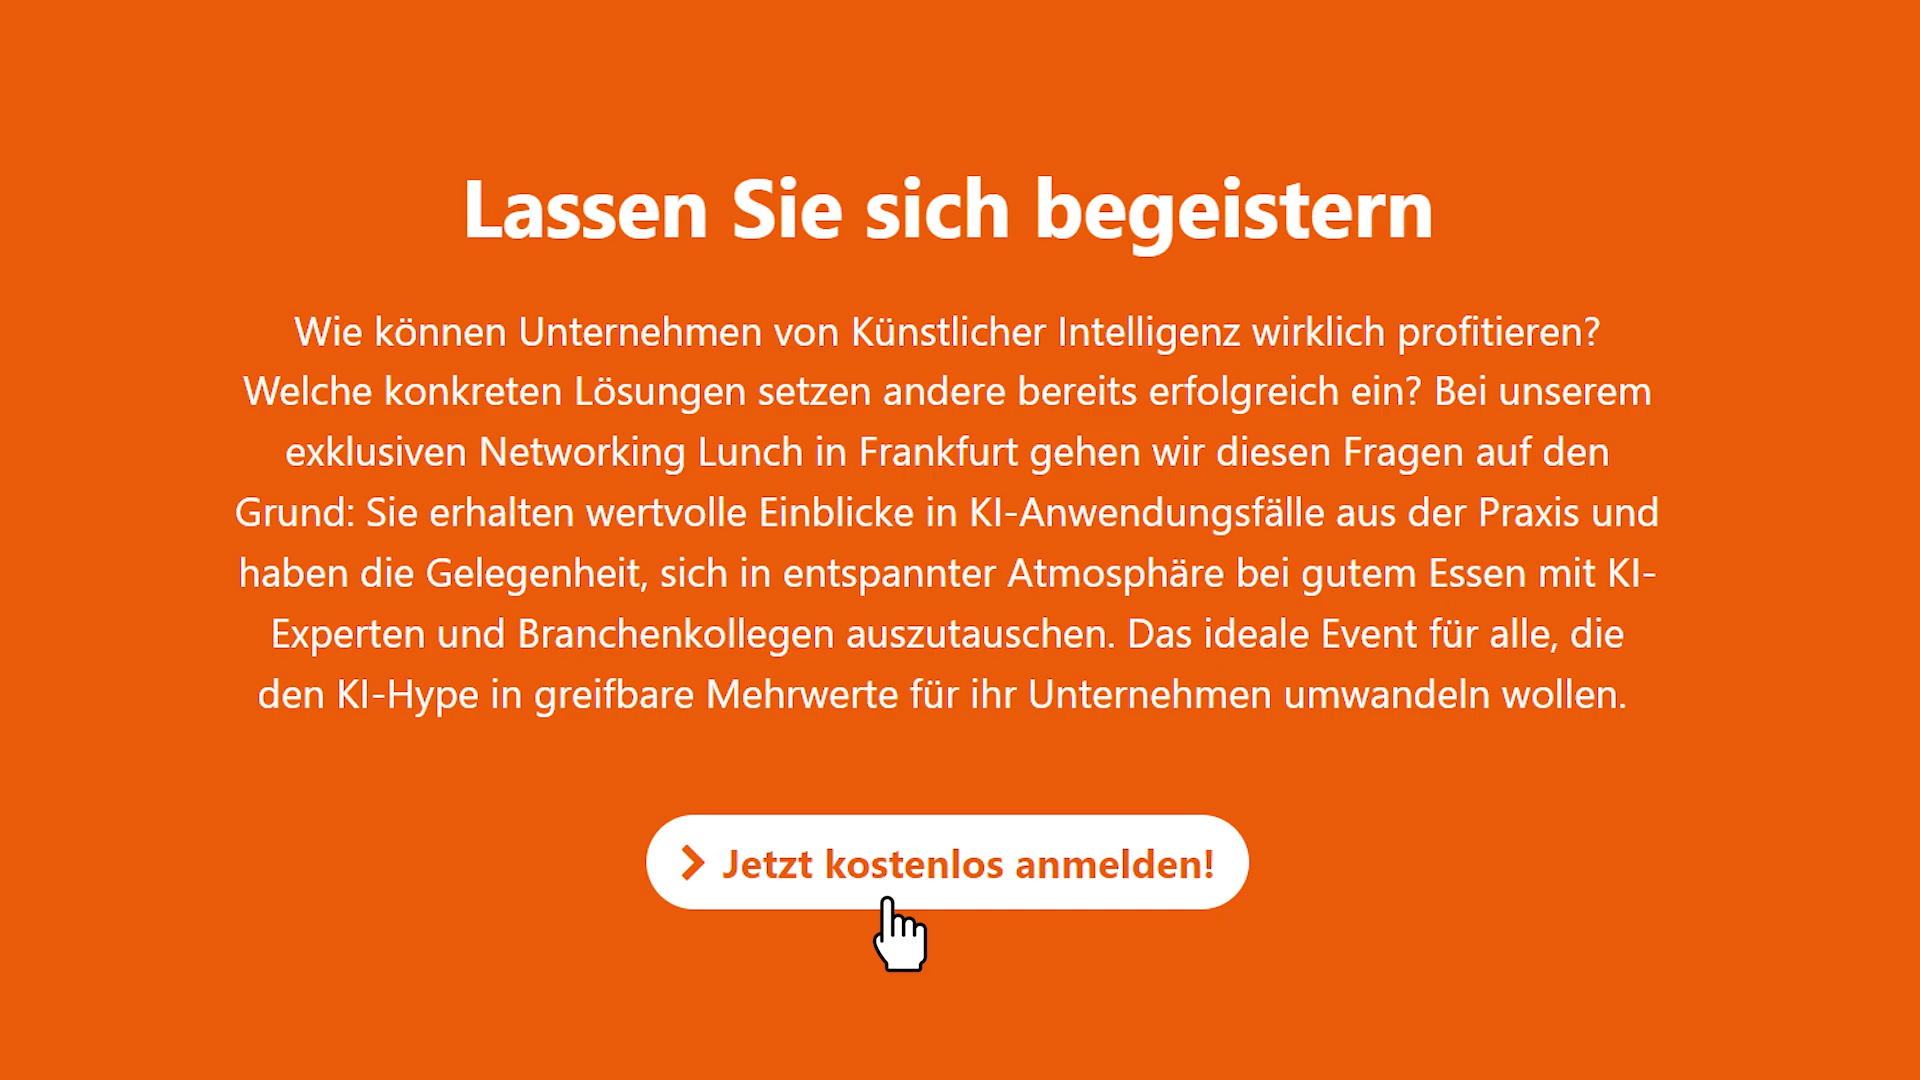 Lassen Sie sich begeistern
Wie können Unternehmen von Künstlicher Intelligenz wirklich profitieren?
Welche konkreten Lösungen setzen andere bereits erfolgreich ein? Bei unserem
exklusiven Networking Lunch in Frankfurt gehen wir diesen Fragen auf den
Grund: Sie erhalten wertvolle Einblicke in KI-Anwendungsfälle aus der Praxis und
haben die Gelegenheit, sich in entspannter Atmosphäre bei gutem Essen mit KI-
Experten und Branchenkollegen auszutauschen. Das ideale Event für alle, die
den KI-Hype in greifbare Mehrwerte für ihr Unternehmen umwandeln wollen.
Jetzt kostenlos anmelden!